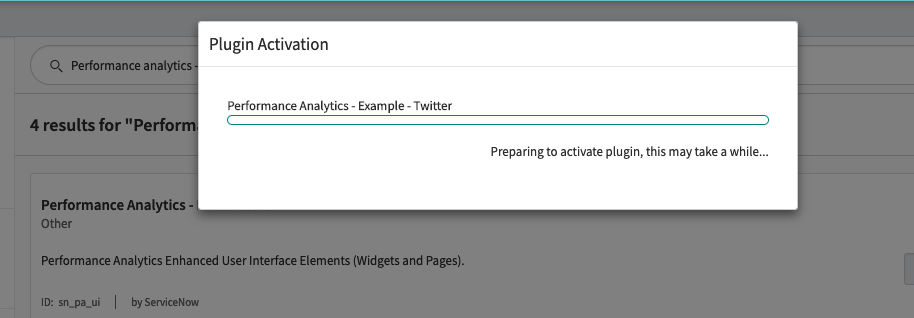 Plugin Activation
Performance analytics -
Performance Analytics - Example - Twitter
4 results for "Perform
Preparing to activate plugin, this may take a while...
Performance Analytics -
Other
Performance Analytics Enhanced User Interface Elements (Widgets and Pages).
ID: sn_pa_ui
by ServiceNow